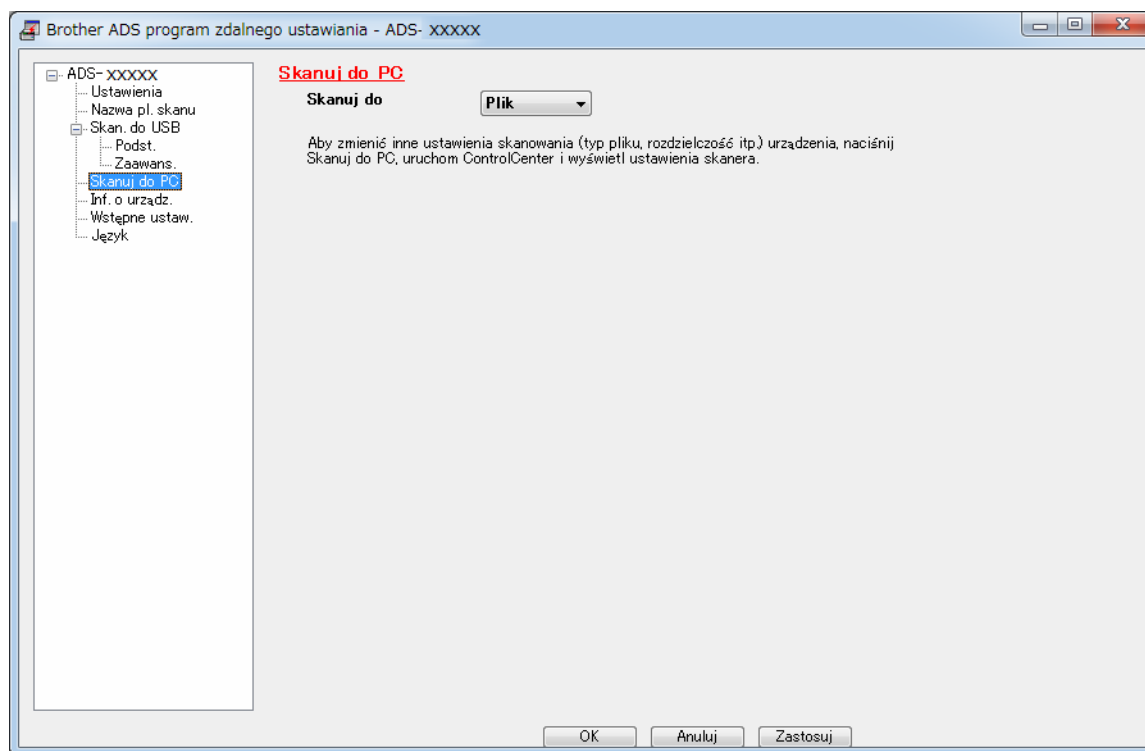 Brother ADS program zdalnego ustawiania - ADS- XXXXX
ADS- XXXXX
Ustawienia
Nazwa pl. skanu
Skan. do USB
Podst.
Zaawans.
Skanuj do PC
Inf. o urządz.
Wstępne ustaw.
Język
Skanuj do PC
Skanuj do
Plik
Aby zmienić inne ustawienia skanowania (typ pliku, rozdzielczość itp.) urządzenia, naciśnij
Skanuj do PC, uruchom ControlCenter i wyświetl ustawienia skanera.
OK
Anuluj
Zastosuj